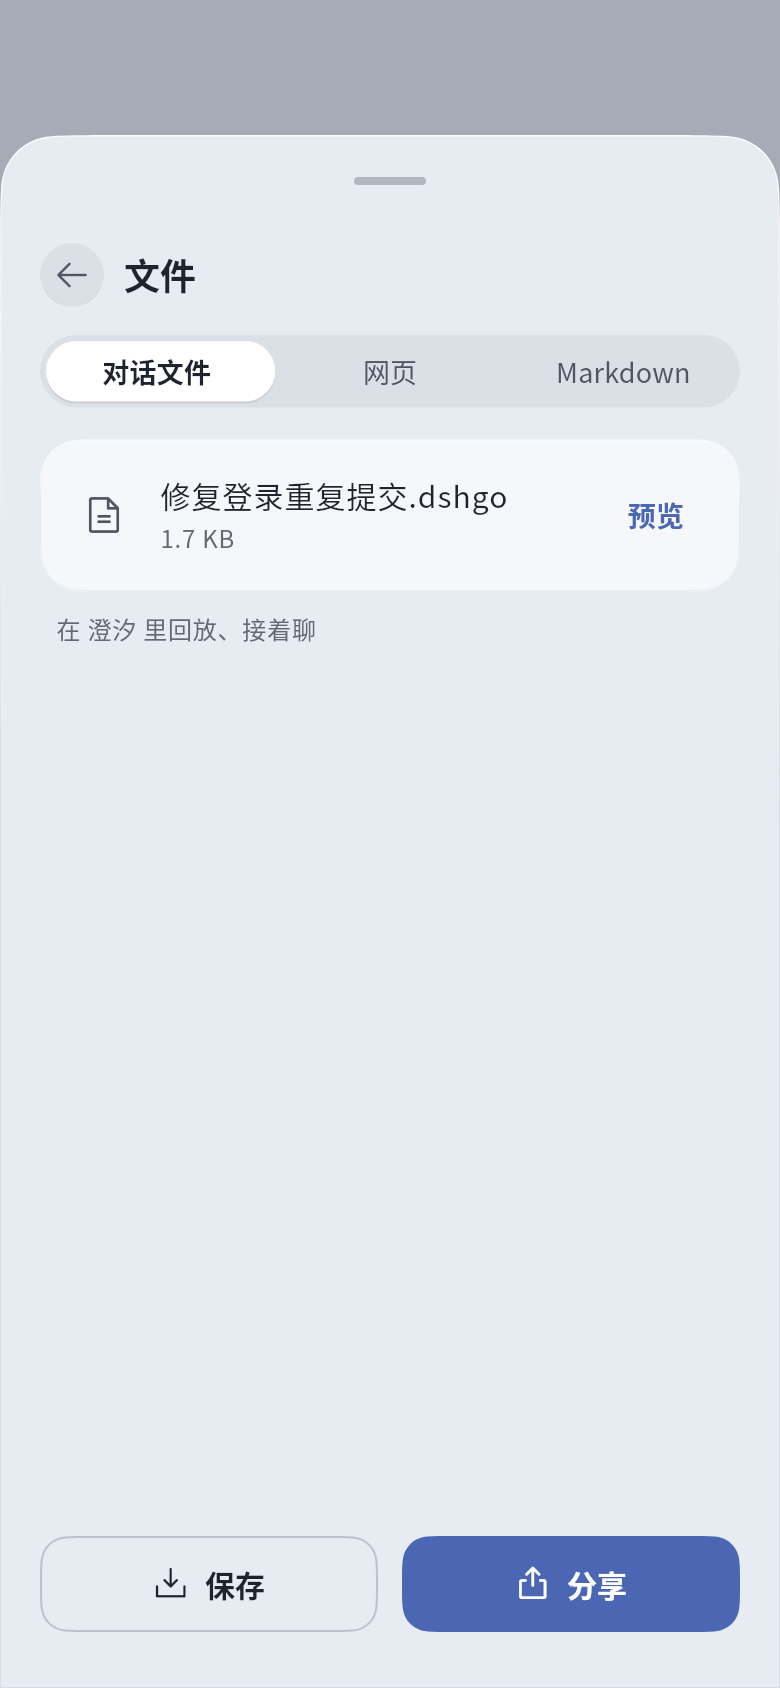 文件
对话文件
网页
Markdown
修复登录重复提交.dshgo
1.7 KB
预览
在 澄汐 里回放、接着聊
保存
分享